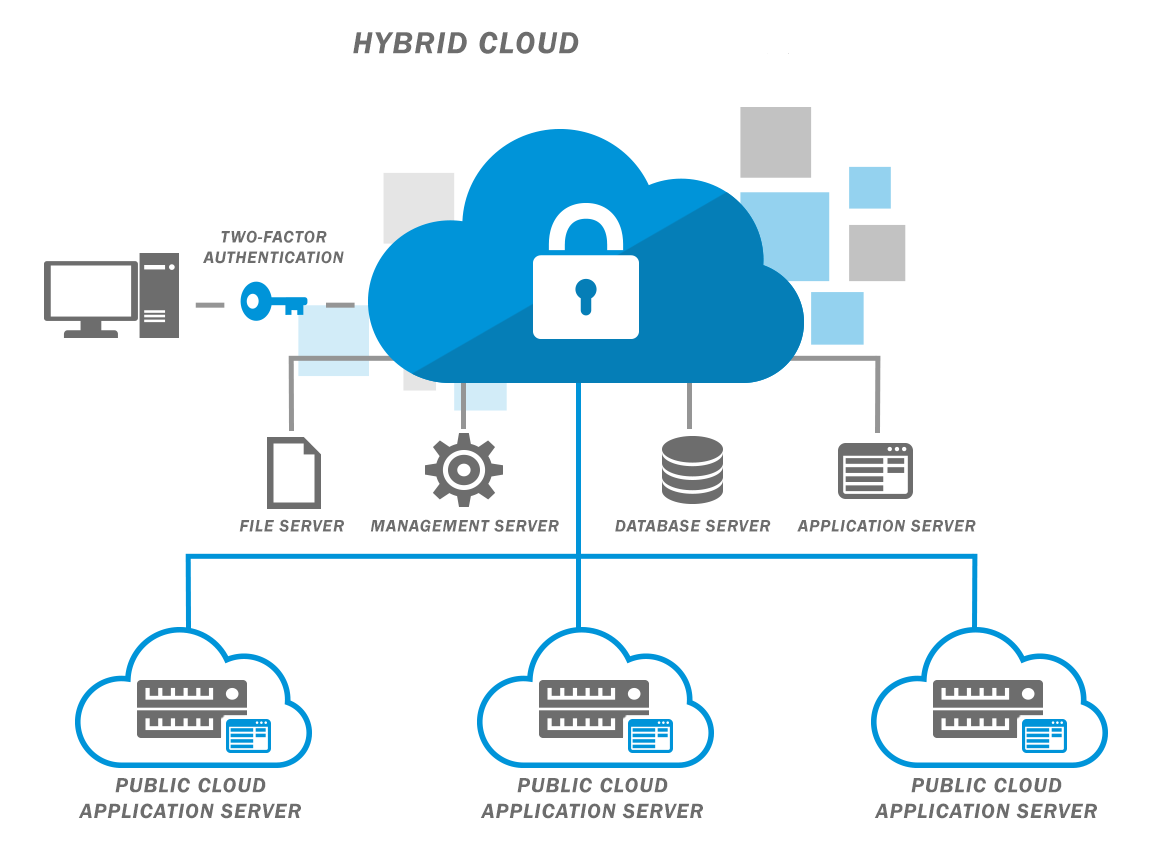 HYBRID CLOUD
TWO-FACTOR
AUTHENTICATION
FILE SERVER
MANAGEMENT SERVER
DATABASE SERVER
APPLICATION SERVER
PUBLIC CLOUD
APPLICATION SERVER
PUBLIC CLOUD
APPLICATION SERVER
PUBLIC CLOUD
APPLICATION SERVER